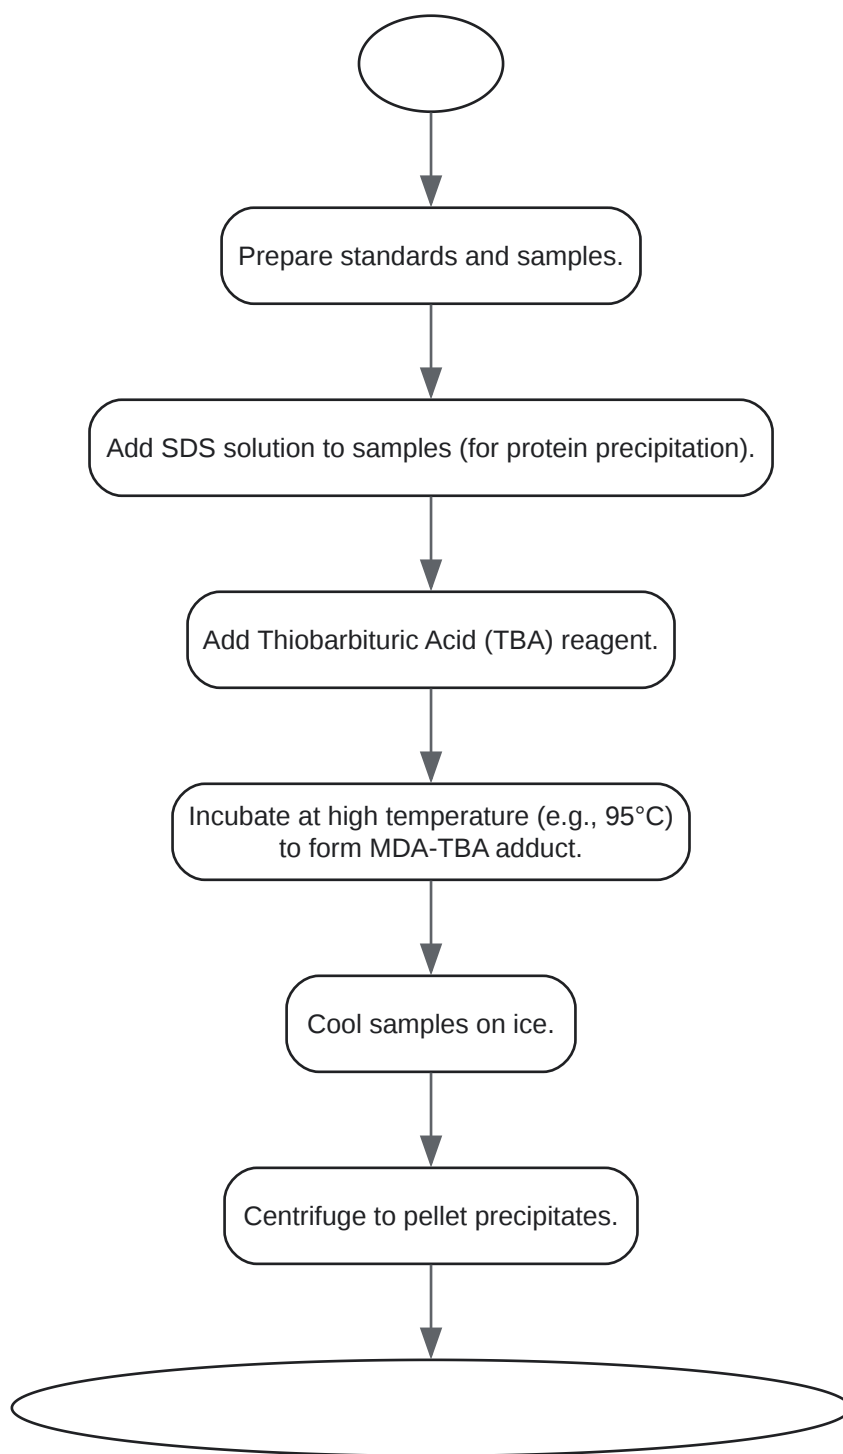 Prepare standards and samples.
Add SDS solution to samples (for protein precipitation).
Add Thiobarbituric Acid (TBA) reagent.
Incubate at high temperature (e.g., 95°C)
to form MDA-TBA adduct.
Cool samples on ice.
Centrifuge to pellet precipitates.